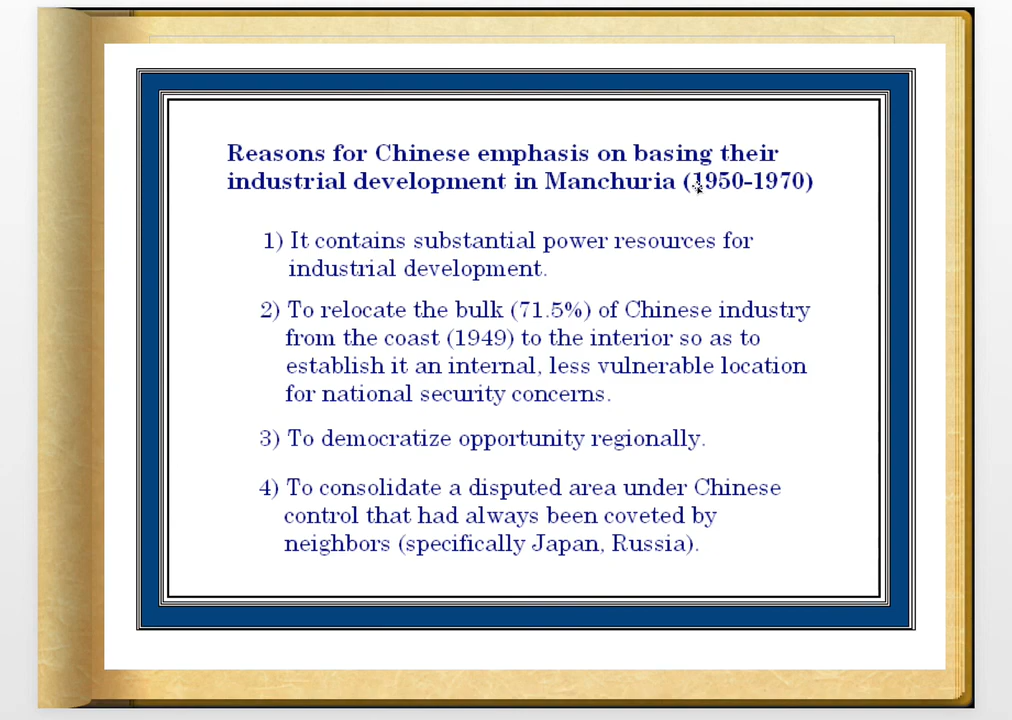 Reasons for Chinese emphasis on basing their
industrial development in Manchuria (1950-1970)
1) It contains substantial power resources for
industrial development.
2) To relocate the bulk (71.5%) of Chinese industry
from the coast (1949) to the interior so as to
establish it an internal, less vulnerable location
for national security concerns.
3) To democratize opportunity regionally.
4) To consolidate a disputed area under Chinese
control that had always been coveted by
neighbors (specifically Japan, Russia).